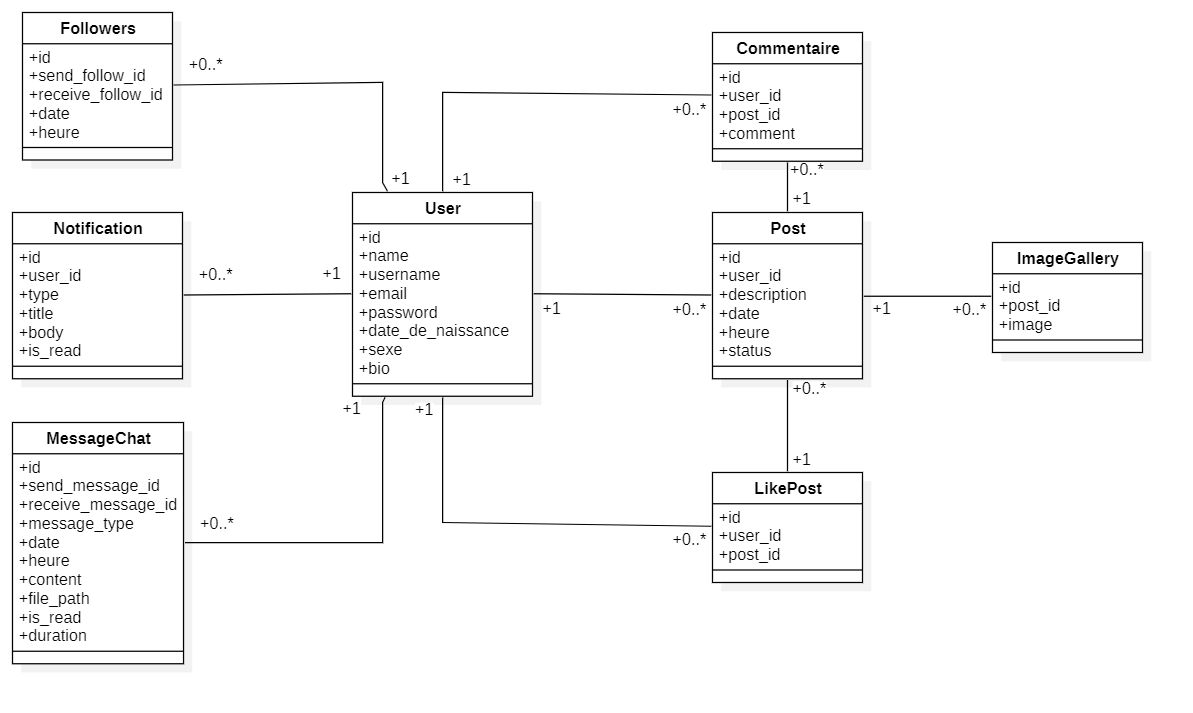 Followers
+id
+send_follow_id
+receive_follow_id
+date
+heure
+0..*
+1
Commentaire
+id
+user_id
+post_id
+comment
+0..*
+1
+0..*
+1
Notification
+id
+user_id
+type
+title
+body
+is_read
+0..*
+1
User
+id
+name
+username
+email
+password
+date_de_naissance
+sexe
+bio
+1
+0..*
Post
+id
+user_id
+description
+date
+heure
+status
+1
+0..*
ImageGallery
+id
+post_id
+image
+0..*
+1
MessageChat
+id
+send_message_id
+receive_message_id
+message_type
+date
+heure
+content
+file_path
+is_read
+duration
+0..*
+1
+1
+0..*
LikePost
+id
+user_id
+post_id